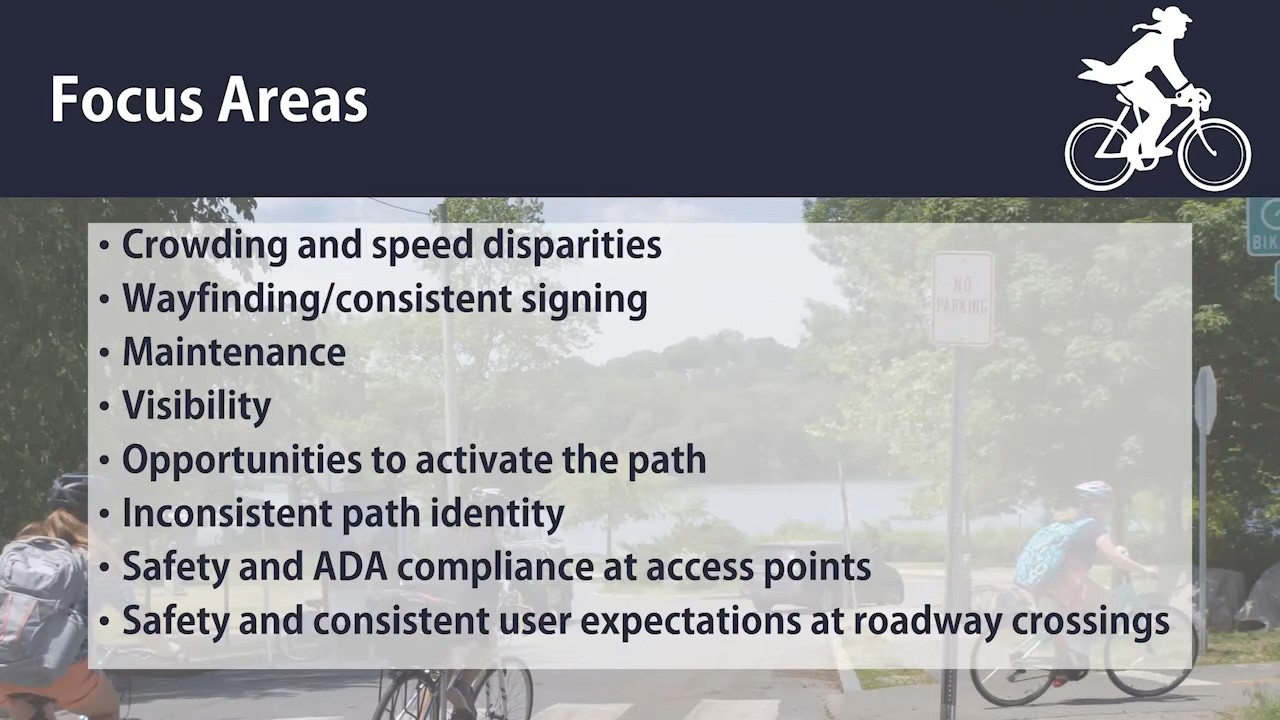 Focus Areas
• Crowding and speed disparities
• Wayfinding/consistent signing
• Maintenance
• Visibility
• Opportunities to activate the path
• Inconsistent path identity
• Safety and ADA compliance at access points
• Safety and consistent user expectations at roadway crossings
NO
PARKING